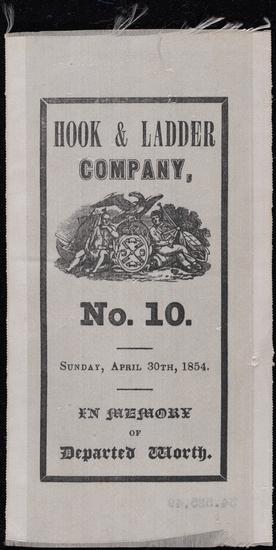 HOOK & LADDER
COMPANY,
No. 10.
SUNDAY, APRIL 30TH, 1854.
IN MEMORY
OF
Departed Worth.